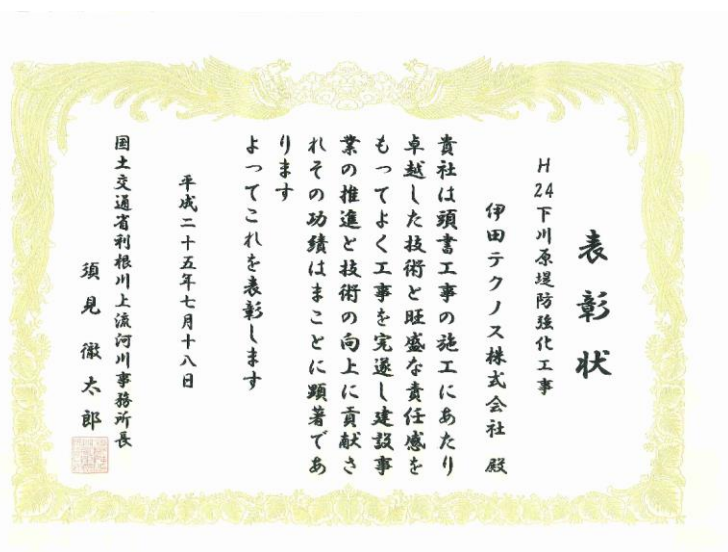 表彰状
H24下川原堤防強化工事
伊田テクノス株式会社 殿
貴社は頭書工事の施工にあたり
卓越した技術と旺盛な責任感を
もってよく工事を完遂し建設事
業の推進と技術の向上に貢献さ
れその功績はまことに顕著であ
ります
よってこれを表彰します
平成二十五年七月十八日
国土交通省利根川上流河川事務所長
須見徹太郎